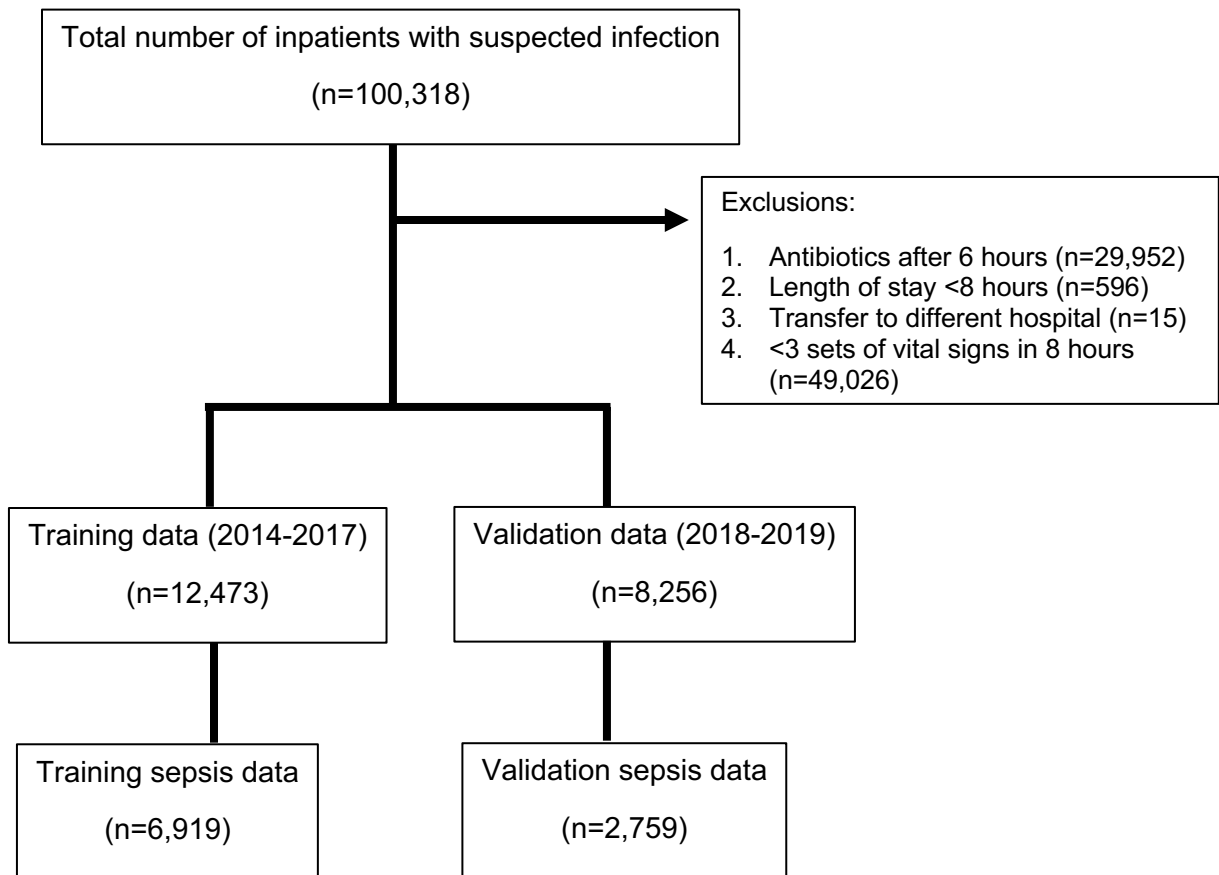 Total number of inpatients with suspected infection
(n=100,318)
Exclusions:
1. Antibiotics after 6 hours (n=29,952)
2. Length of stay <8 hours (n=596)
3. Transfer to different hospital (n=15)
4. <3 sets of vital signs in 8 hours
(n=49,026)
Training data (2014-2017)
(n=12,473)
Validation data (2018-2019)
(n=8,256)
Training sepsis data
(n=6,919)
Validation sepsis data
(n=2,759)